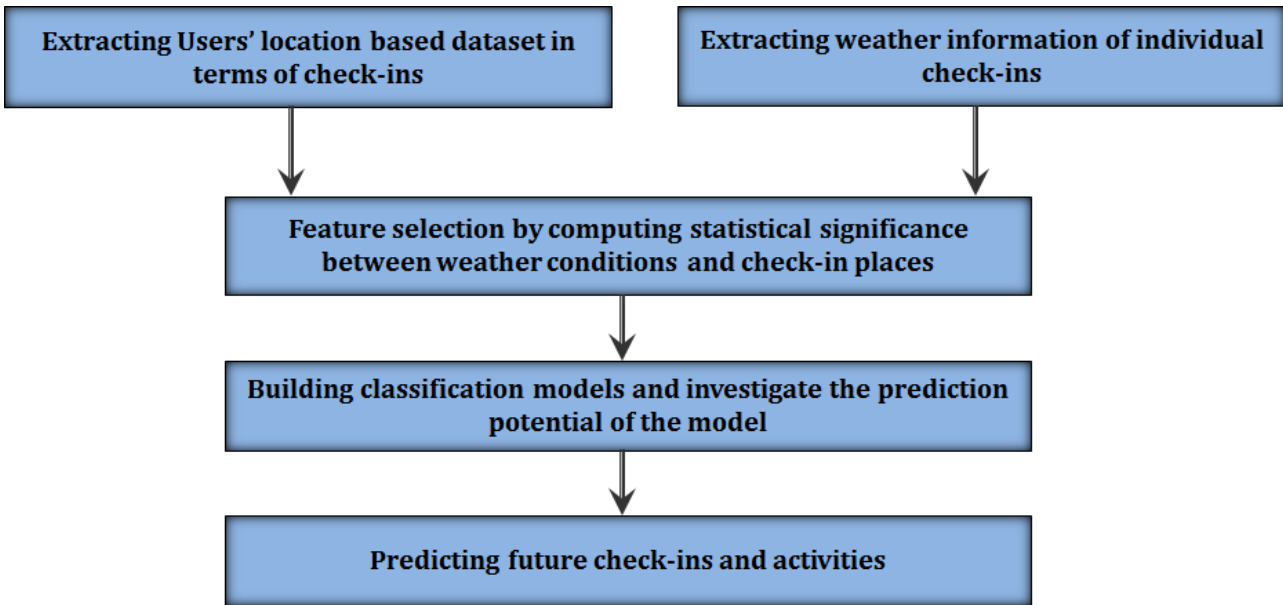 Extracting Users’ location based dataset in
terms of check-ins
Extracting weather information of individual
check-ins
Feature selection by computing statistical significance
between weather conditions and check-in places
Building classification models and investigate the prediction
potential of the model
Predicting future check-ins and activities